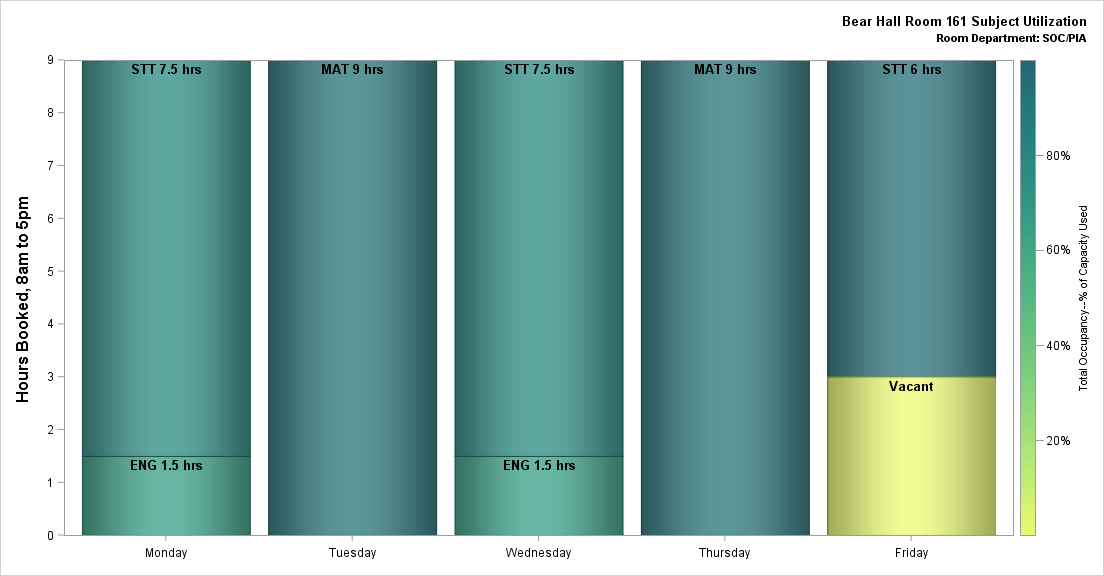 Bear Hall Room 161 Subject Utilization
Room Department: SOC/PIA
Hours Booked, 8am to 5pm
9
8
7
6
5
4
3
2
1
0
STT 7.5 hrs
ENG 1.5 hrs
MAT 9 hrs
STT 7.5 hrs
ENG 1.5 hrs
MAT 9 hrs
STT 6 hrs
Vacant
Monday
Tuesday
Wednesday
Thursday
Friday
80%
60%
40%
20%
Total Occupancy--% of Capacity Used